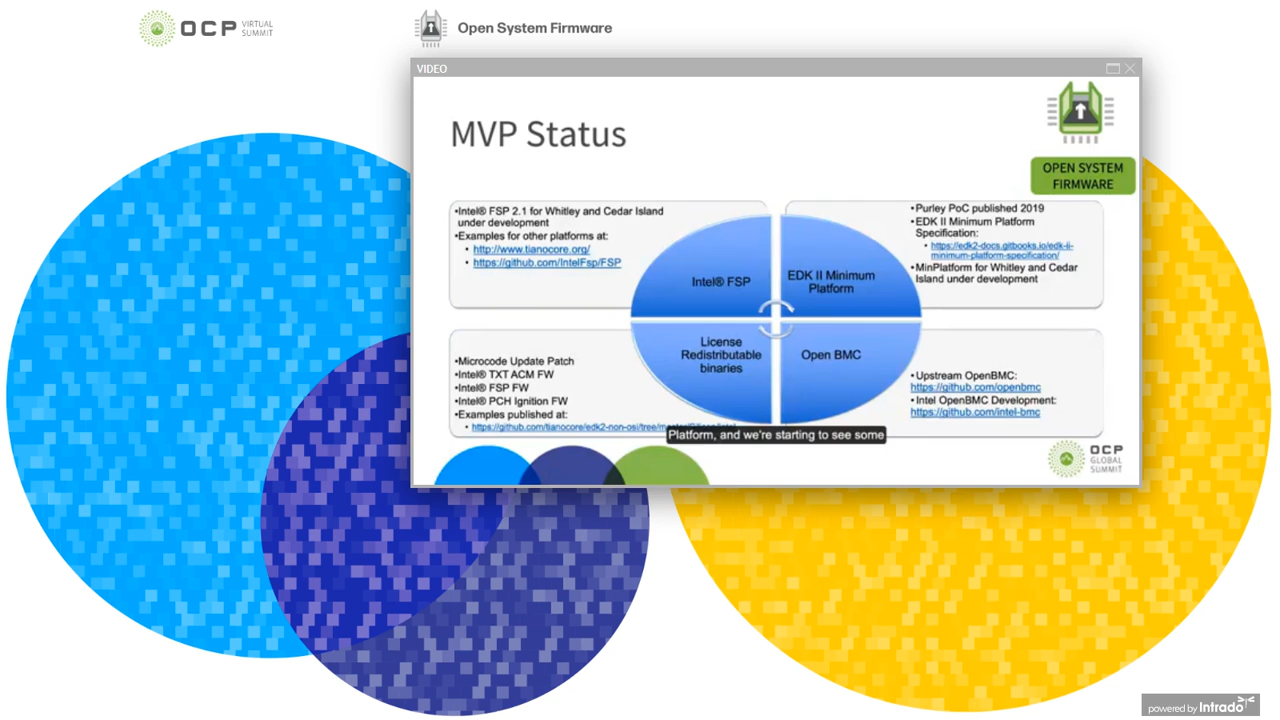 OCP VIRTUAL SUMMIT
Open System Firmware
VIDEO
MVP Status
OPEN SYSTEM
FIRMWARE
•Intel® FSP 2.1 for Whitley and Cedar Island
under development
•Examples for other platforms at:
• http://www.tianocore.org/
• https://github.com/IntelFsp/FSP
•Purley PoC published 2019
•EDK II Minimum Platform
Specification:
• https://edk2-docs.gitbooks.io/edk-ii-
minimum-platform-specification/
•MinPlatform for Whitley and Cedar
Island under development
Intel® FSP
EDK II Minimum
Platform
License
Redistributable
binaries
Open BMC
•Microcode Update Patch
•Intel® TXT ACM FW
•Intel® FSP FW
•Intel® PCH Ignition FW
•Examples published at:
• https://github.com/tianocore/edk2-non-osi/tree/master/Silicon/Intel
• Upstream OpenBMC:
https://github.com/openbmc
• Intel OpenBMC Development:
https://github.com/intel-bmc
Platform, and we're starting to see some
OCP
GLOBAL
SUMMIT
powered by Intrado